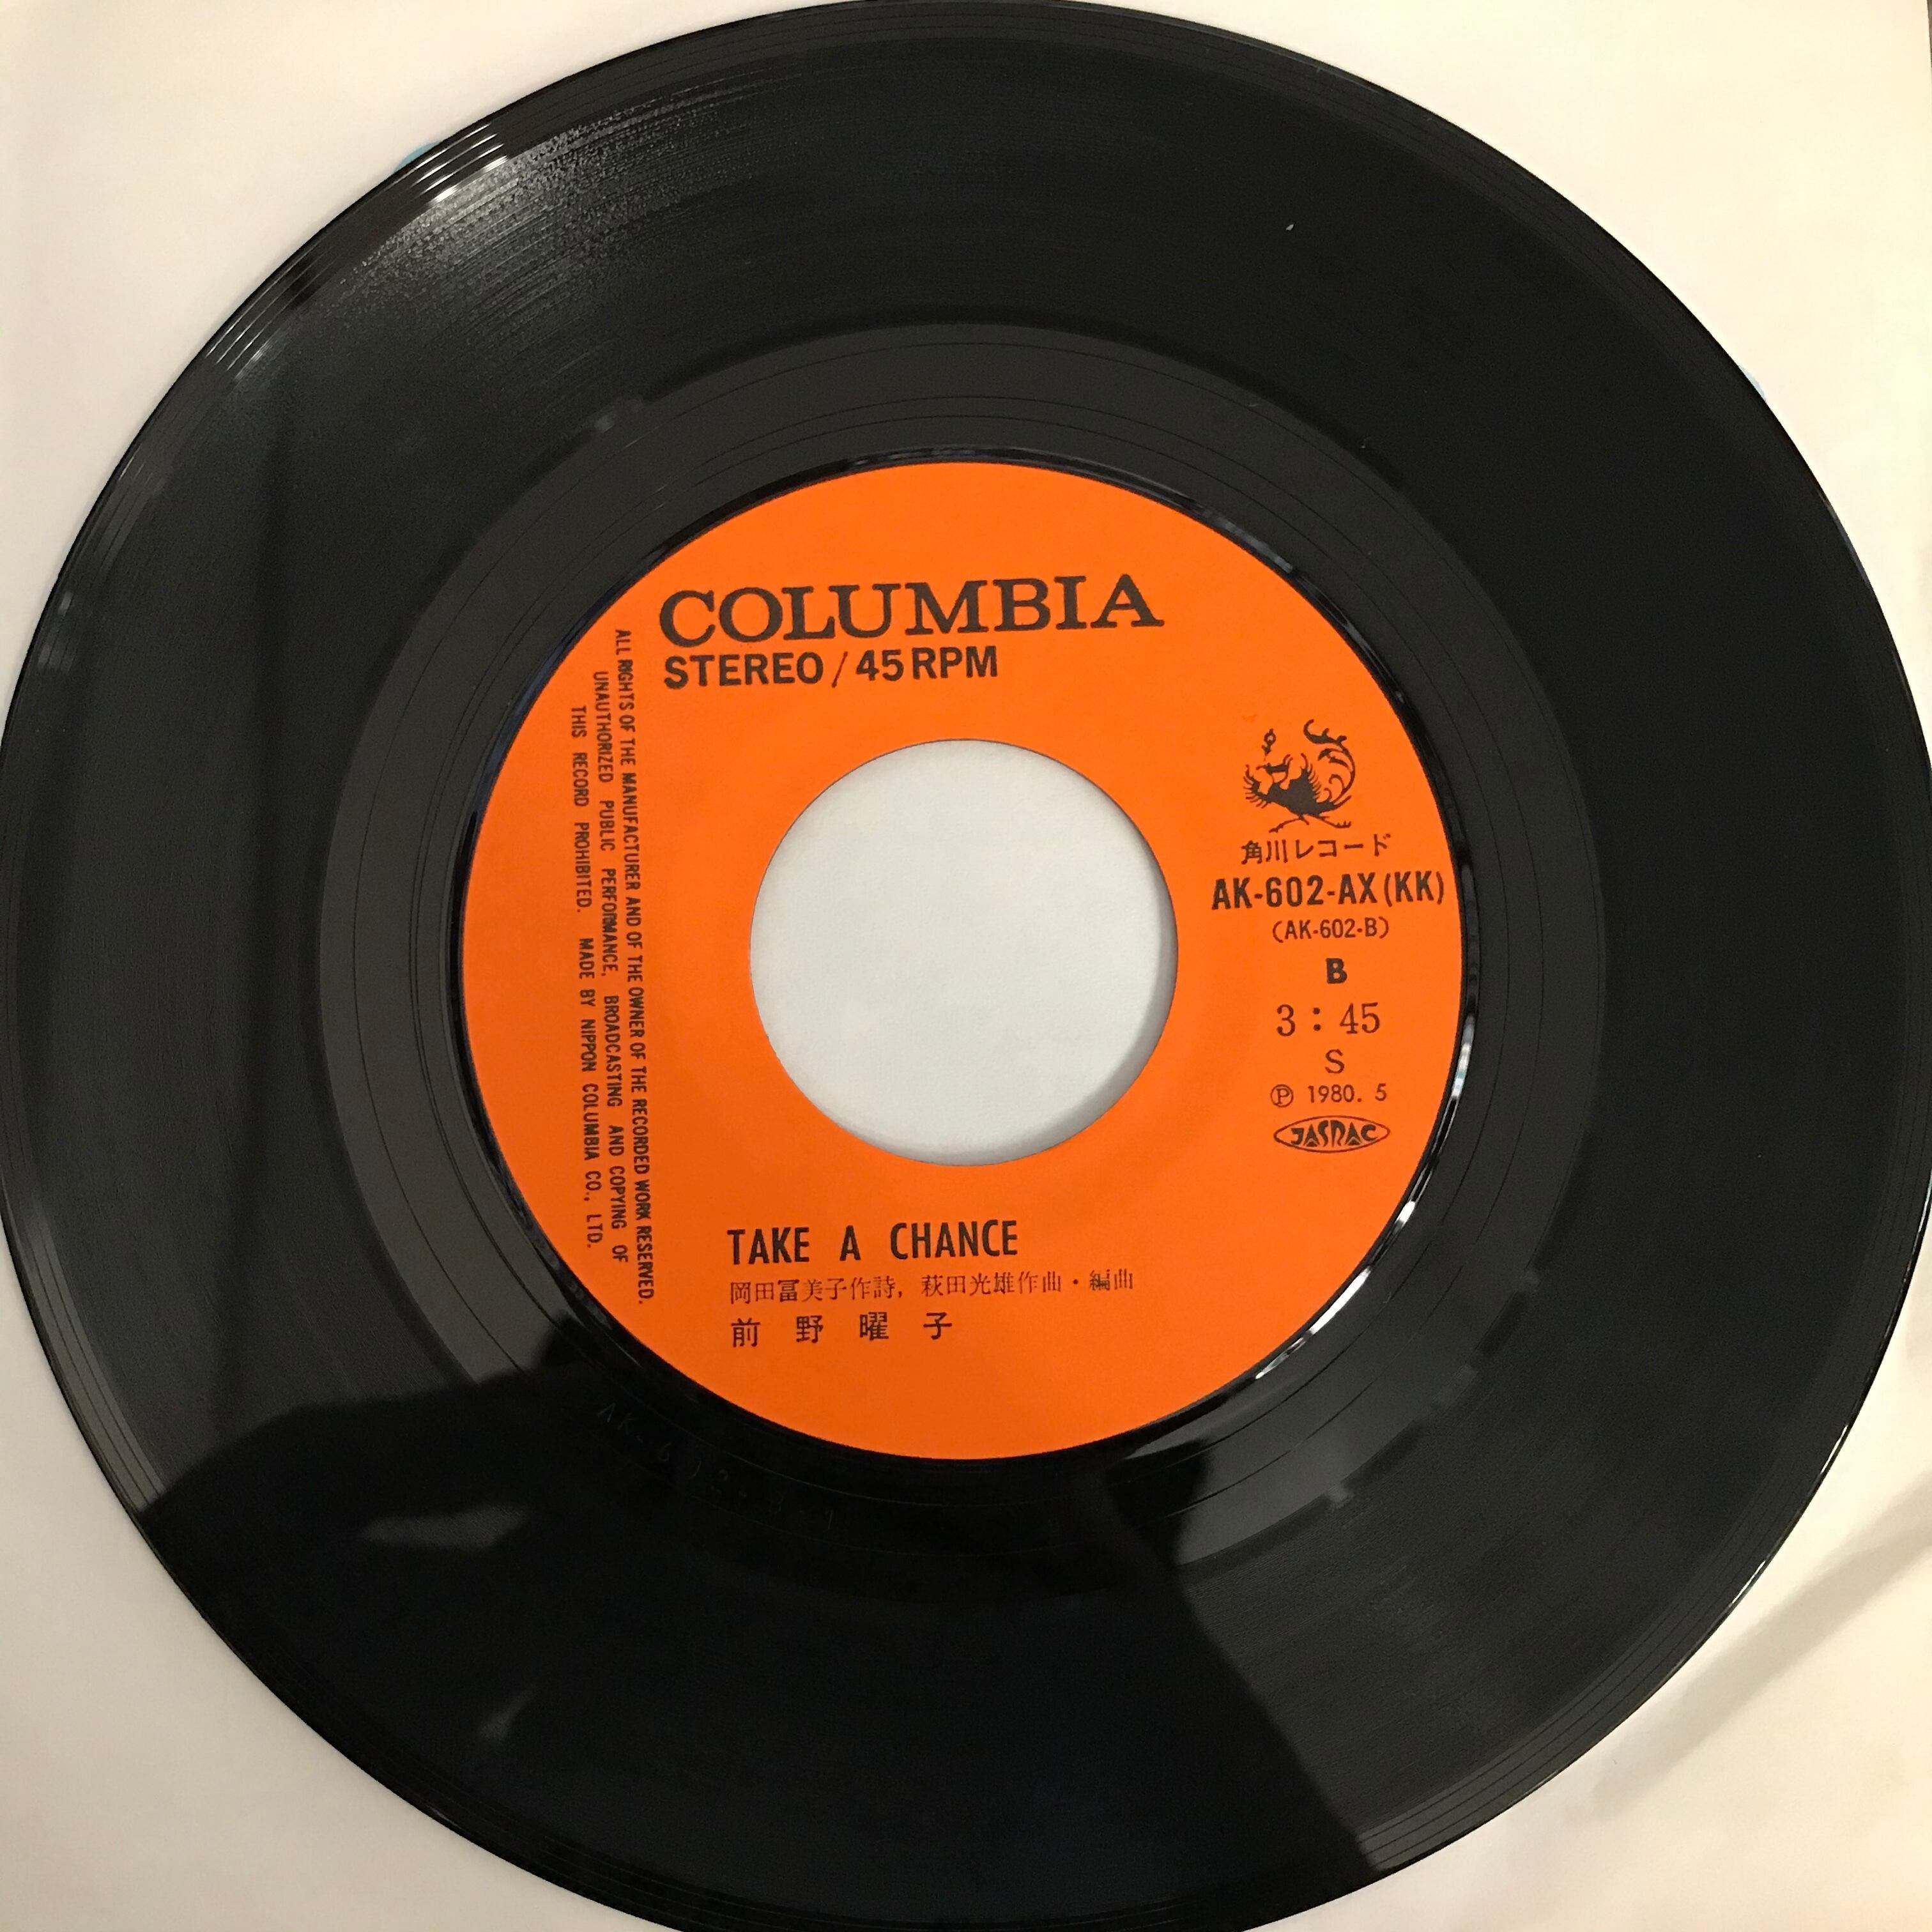 COLUMBIA
STEREO / 45 RPM
ALL RIGHTS OF THE MANUFACTURER AND OF THE OWNER OF THE RECORDED WORK RESERVED.
UNAUTHORIZED PUBLIC PERFORMANCE, BROADCASTING AND COPYING OF
THIS RECORD PROHIBITED. MADE BY NIPPON COLUMBIA CO., LTD.
角川レコード
AK-602-AX(KK)
(AK-602-B)
B
3:45
S
Ⓟ 1980. 5
JASRAC
TAKE A CHANCE
岡田冨美子作詩, 萩田光雄作曲・編曲
前野曜子